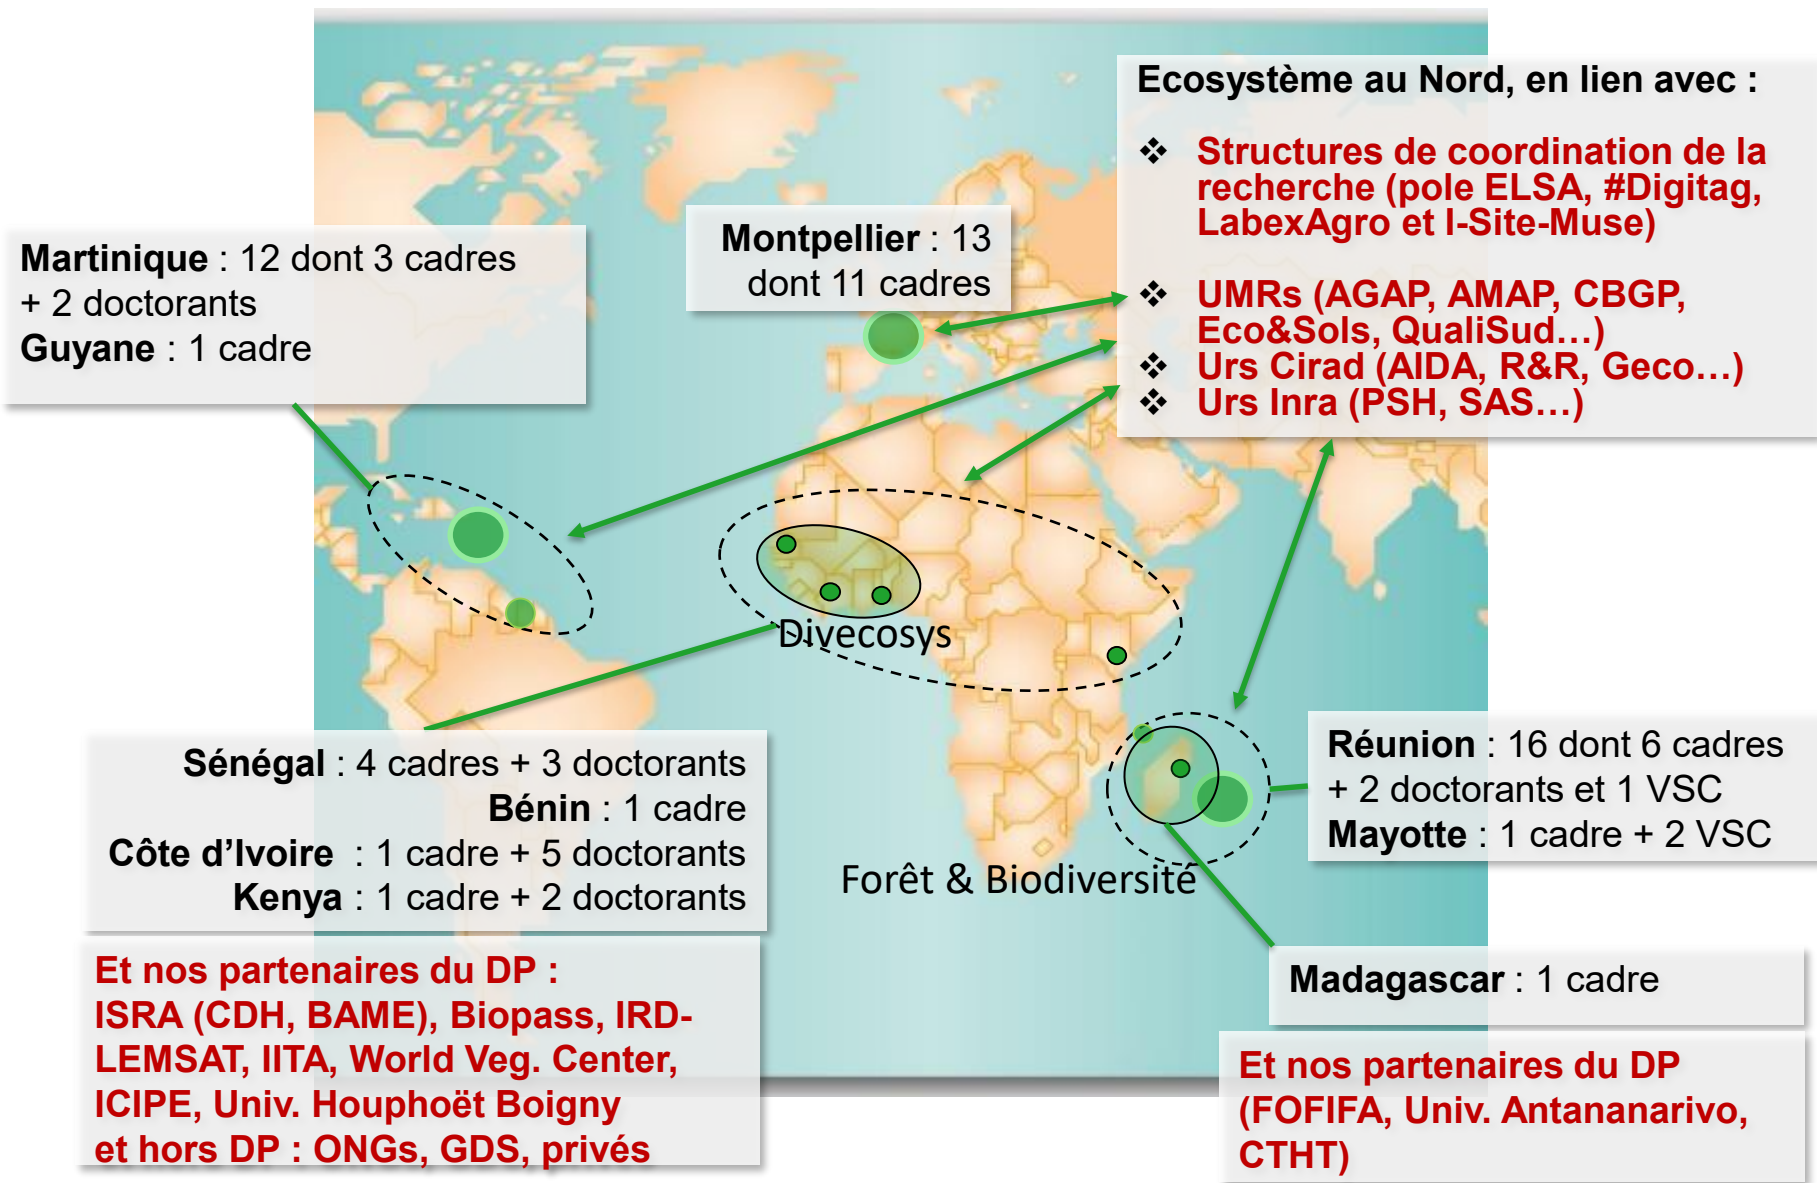 Ecosystème au Nord, en lien avec :
❖ Structures de coordination de la
recherche (pole ELSA, #Digitag,
LabexAgro et I-Site-Muse)
❖ UMRs (AGAP, AMAP, CBGP,
Eco&Sols, QualiSud…)
❖ Urs Cirad (AIDA, R&R, Geco…)
❖ Urs Inra (PSH, SAS…)
Montpellier : 13
dont 11 cadres
Martinique : 12 dont 3 cadres
+ 2 doctorants
Guyane : 1 cadre
Divecosys
Forêt & Biodiversité
Sénégal : 4 cadres + 3 doctorants
Bénin : 1 cadre
Côte d’Ivoire : 1 cadre + 5 doctorants
Kenya : 1 cadre + 2 doctorants
Et nos partenaires du DP :
ISRA (CDH, BAME), Biopass, IRD-
LEMSAT, IITA, World Veg. Center,
ICIPE, Univ. Houphoët Boigny
et hors DP : ONGs, GDS, privés
Réunion : 16 dont 6 cadres
+ 2 doctorants et 1 VSC
Mayotte : 1 cadre + 2 VSC
Madagascar : 1 cadre
Et nos partenaires du DP
(FOFIFA, Univ. Antananarivo,
CTHT)